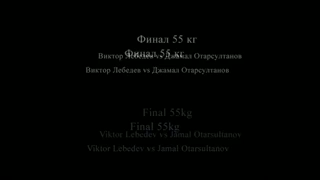 Финал 55 кг
Виктор Лебедев vs Джамал Отарсултанов
Финал 55 кг
Виктор Лебедев vs Джамал Отарсултанов
Final 55kg
Final 55kg
Viktor Lebedev vs Jamal Otarsultanov
Viktor Lebedev vs Jamal Otarsultanov